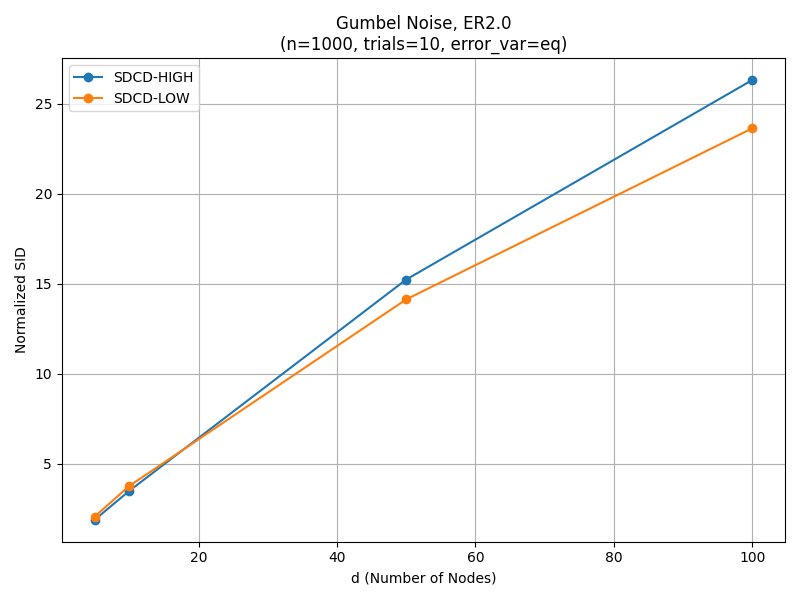 Gumbel Noise, ER2.0
(n=1000, trials=10, error_var=eq)
SDCD-HIGH
SDCD-LOW
Normalized SID
25
20
15
10
5
20 40 60 80 100
d (Number of Nodes)